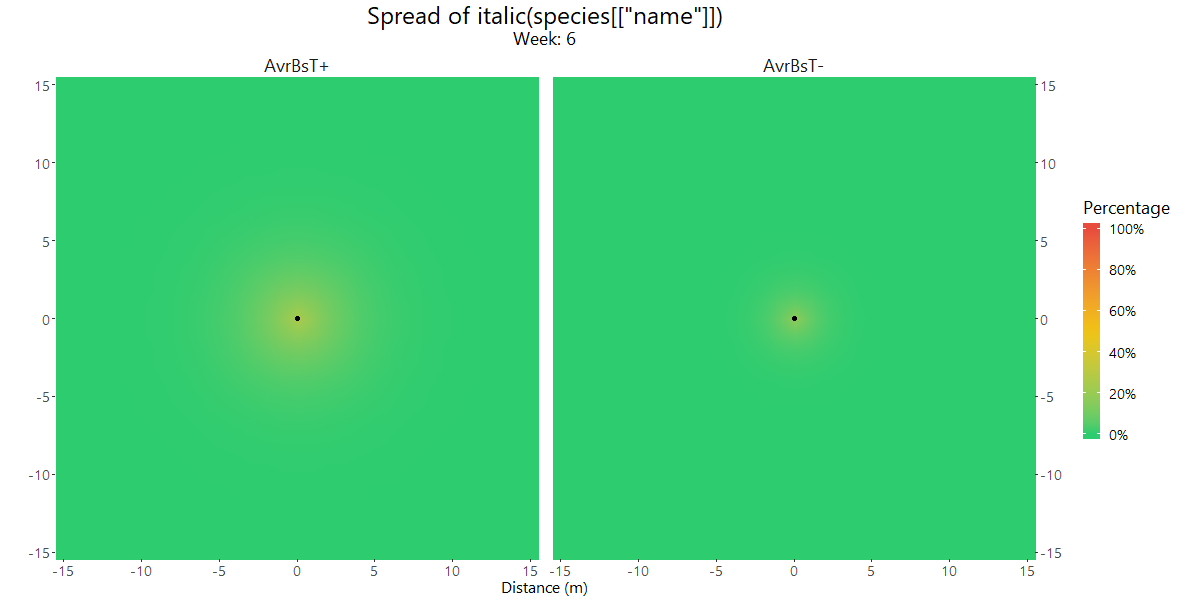 Spread of italic(species[["name"]])
Week: 6
AvrBsT+ AvrBsT-
15 15
10 10
5 5
0 0
-5 -5
-10 -10
-15 -15
-15 -10 -5 0 5 10 15 -15 -10 -5 0 5 10 15
Distance (m)
Percentage
100%
80%
60%
40%
20%
0%